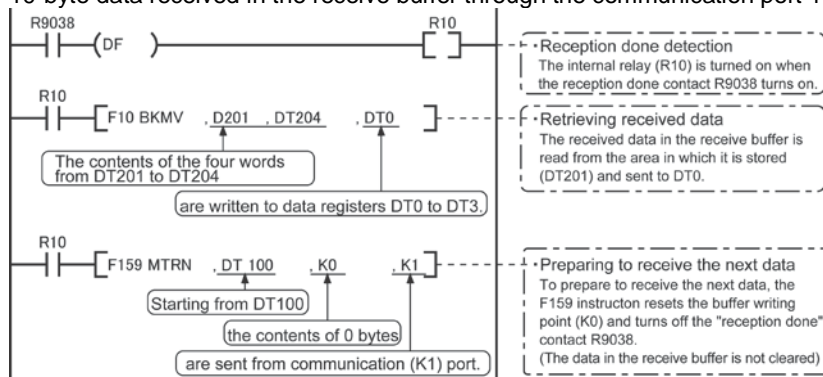 10-byte data received in the receive buffer through the communication port 1
R9038
R10
(DF )
·Reception done detection
The internal relay (R10) is turned on when
the reception done contact R9038 turns on.
R10
F10 BKMV , D201 , DT204 , DT0
·Retrieving received data
The received data in the receive buffer is
read from the area in which it is stored
(DT201) and sent to DT0.
The contents of the four words
from DT201 to DT204
are written to data registers DT0 to DT3.
R10
F159 MTRN , DT 100 , K0 , K1
·Preparing to receive the next data
To prepare to receive the next data, the
F159 instructon resets the buffer writing
point (K0) and turns off the "reception done"
contact R9038.
(The data in the receive buffer is not cleared)
Starting from DT100
the contents of 0 bytes
are sent from communication (K1) port.